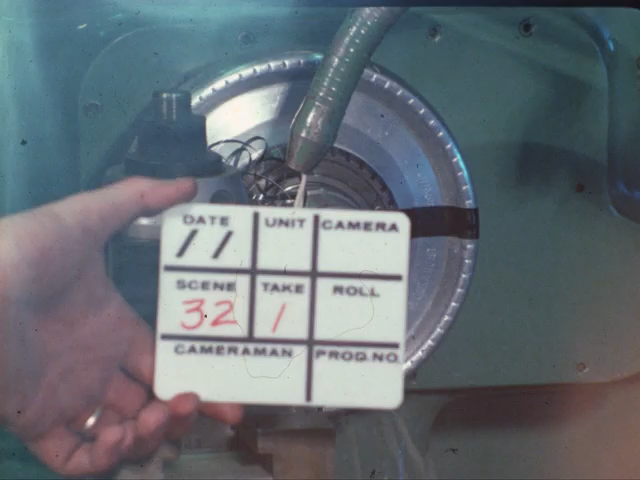 DATE UNIT CAMERA
//
SCENE TAKE ROLL
32 1
CAMERAMAN PROD.NO.